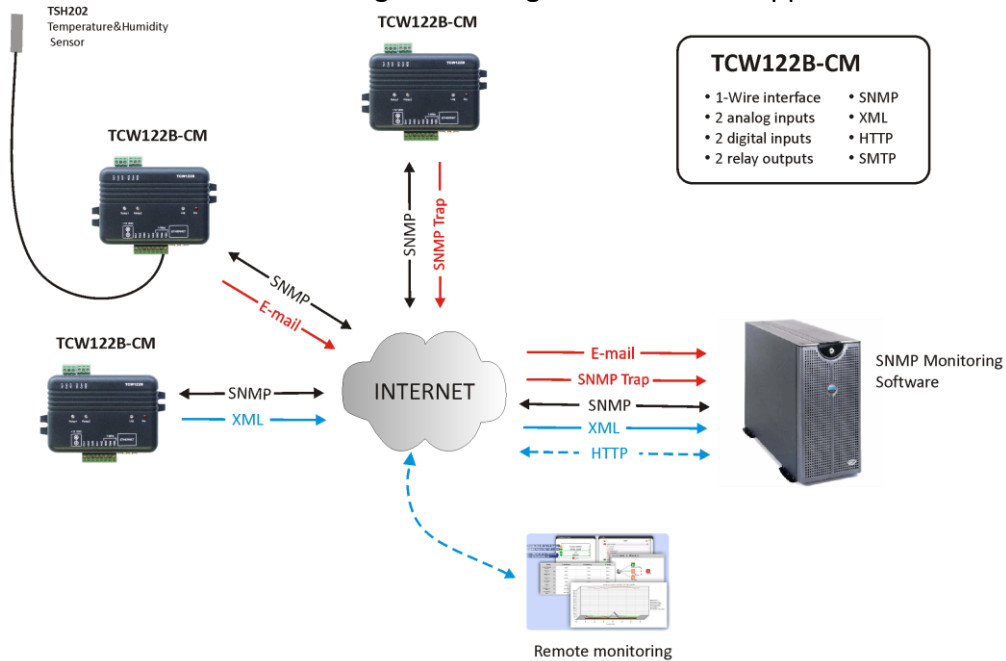 TSH202
Temperature&Humidity
Sensor
TCW122B-CM
TCW122B-CM
• 1-Wire interface
• 2 analog inputs
• 2 digital inputs
• 2 relay outputs
• SNMP
• XML
• HTTP
• SMTP
TCW122B-CM
SNMP
SNMP Trap
SNMP
E-mail
TCW122B-CM
SNMP
XML
INTERNET
E-mail
SNMP Trap
SNMP
XML
HTTP
SNMP Monitoring
Software
Remote monitoring